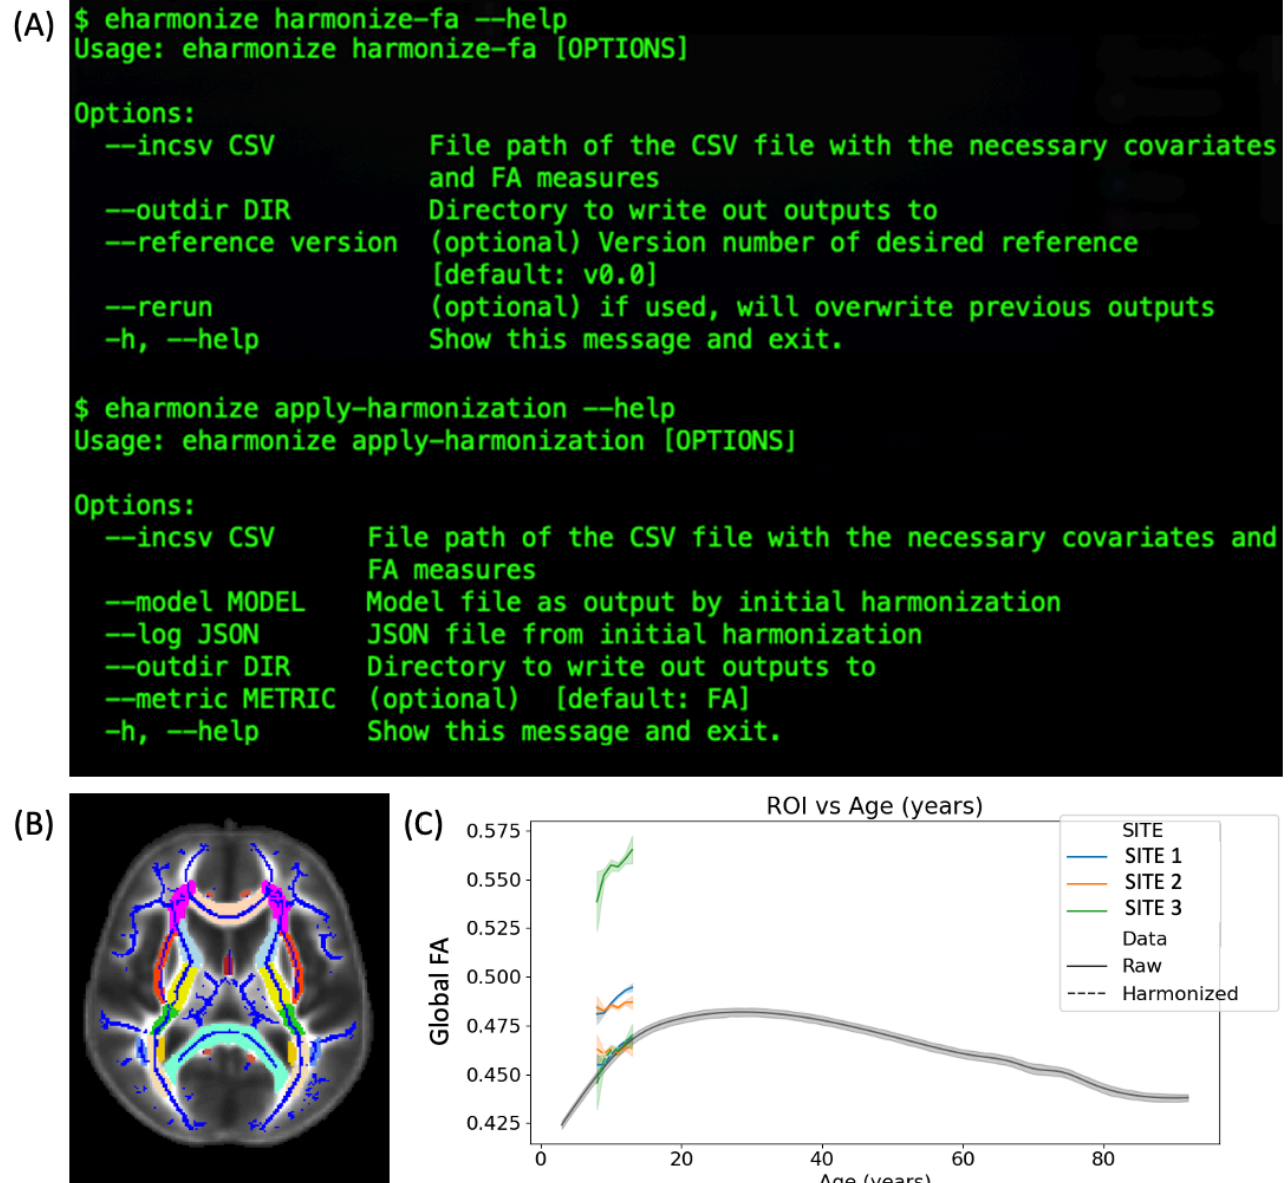 (A)
$ eharmonize harmonize-fa --help
Usage: eharmonize harmonize-fa [OPTIONS]
Options:
--incsv CSV File path of the CSV file with the necessary covariates
and FA measures
--outdir DIR Directory to write out outputs to
--reference version (optional) Version number of desired reference
[default: v0.0]
--rerun (optional) if used, will overwrite previous outputs
-h, --help Show this message and exit.
$ eharmonize apply-harmonization --help
Usage: eharmonize apply-harmonization [OPTIONS]
Options:
--incsv CSV File path of the CSV file with the necessary covariates and
FA measures
--model MODEL Model file as output by initial harmonization
--log JSON JSON file from initial harmonization
--outdir DIR Directory to write out outputs to
--metric METRIC (optional) [default: FA]
-h, --help Show this message and exit.
(B)
(C)
ROI vs Age (years)
Global FA
0.575
0.550
0.525
0.500
0.475
0.450
0.425
SITE
SITE 1
SITE 2
SITE 3
Data
Raw
Harmonized
0 20 40 60 80
Age (years)